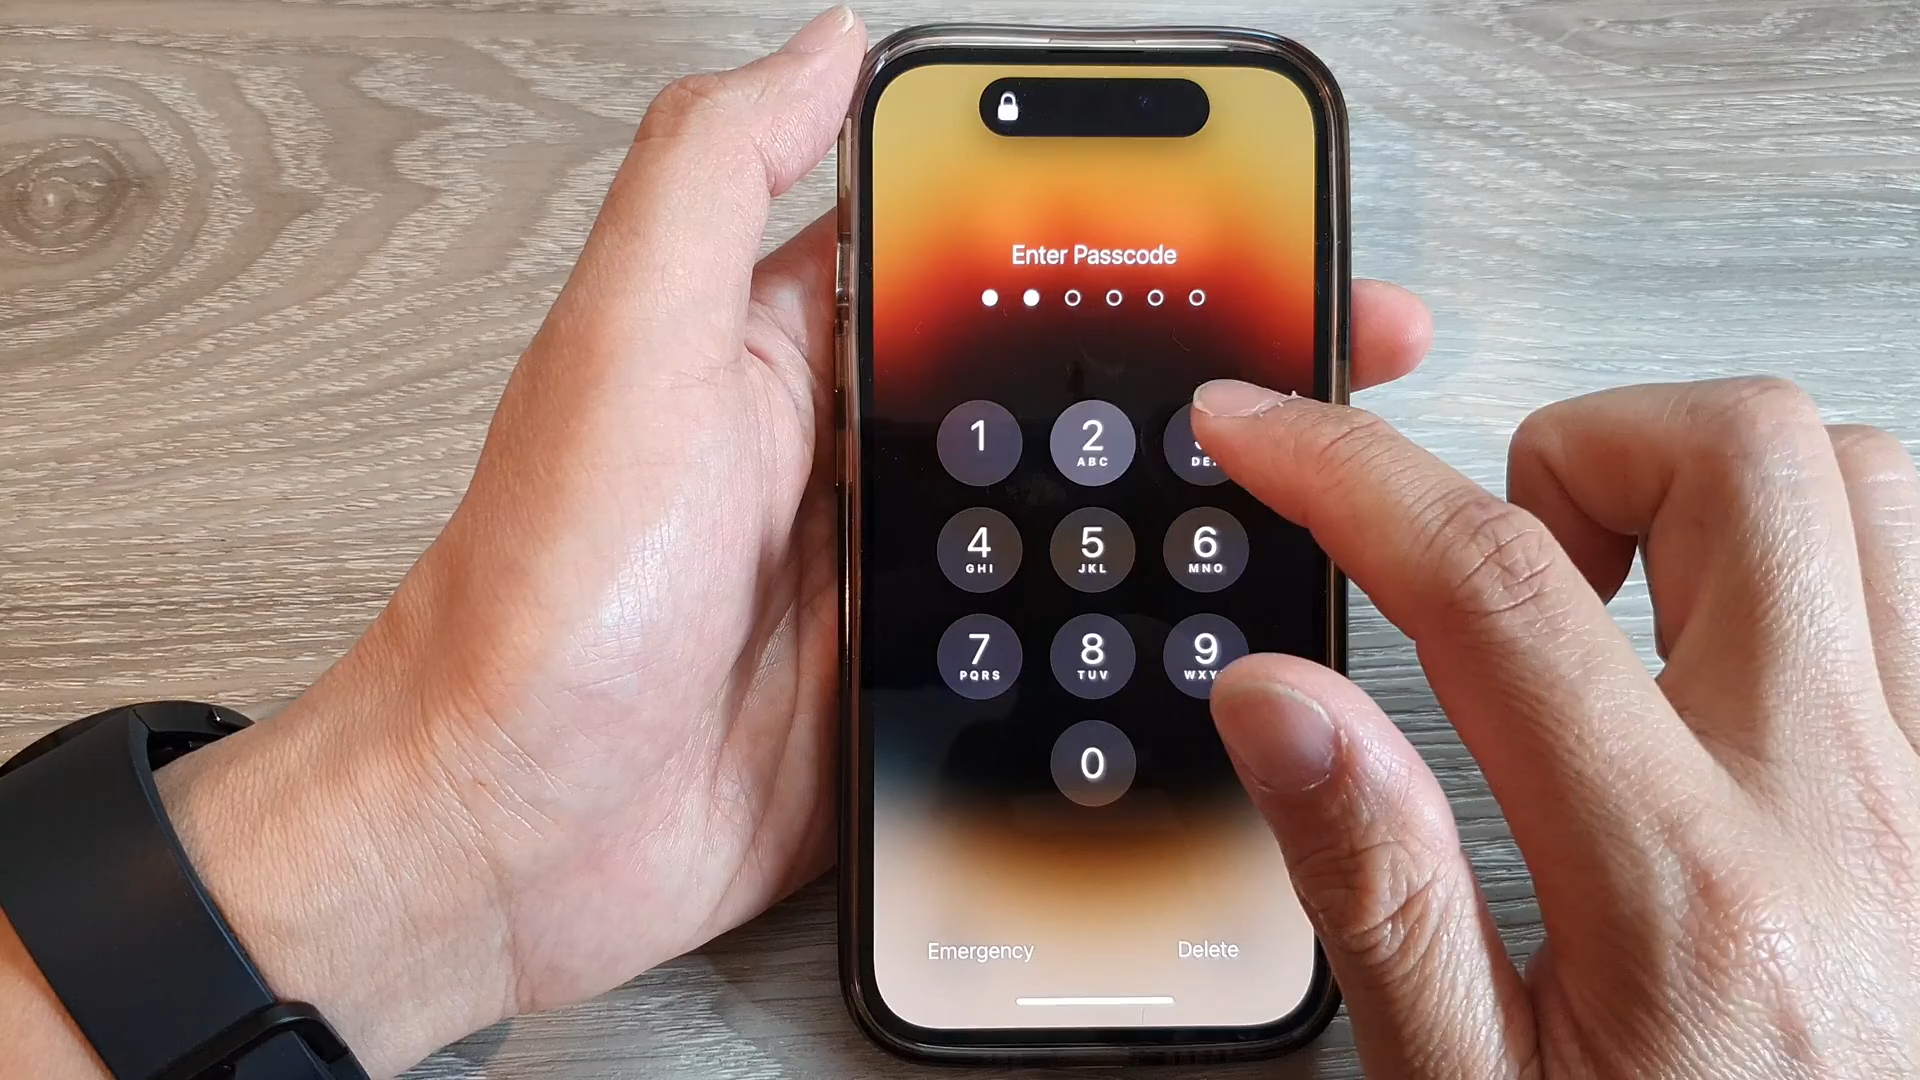 Enter Passcode
1 2
ABC
4 5 6
GHI JKL MNO
7 8 9
PQRS TUV
0
Emergency Delete